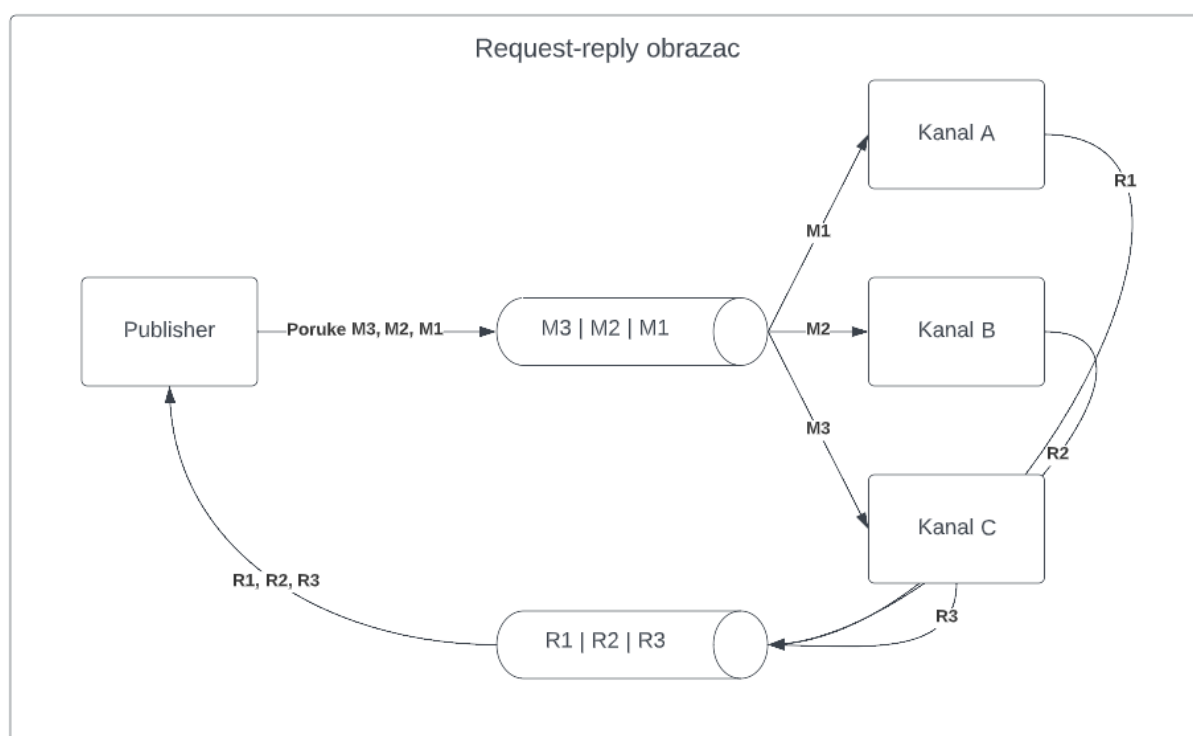 Request-reply obrazac
Kanal A
R1
M1
Publisher
Poruke M3, M2, M1
M3 | M2 | M1
M2
Kanal B
M3
R2
Kanal C
R1, R2, R3
R3
R1 | R2 | R3